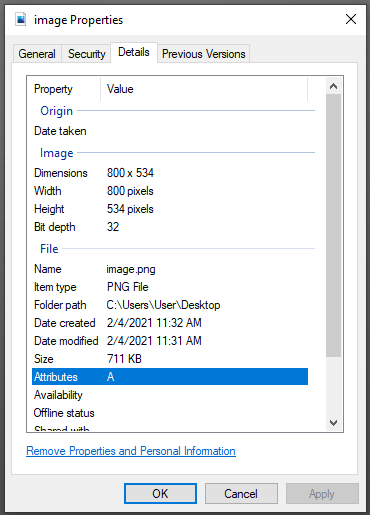 image Properties
General Security Details Previous Versions
Property Value
Origin
Date taken
Image
Dimensions 800 x 534
Width 800 pixels
Height 534 pixels
Bit depth 32
File
Name image.png
Item type PNG File
Folder path C:\Users\User\Desktop
Date created 2/4/2021 11:32 AM
Date modified 2/4/2021 11:31 AM
Size 711 KB
Attributes A
Availability
Offline status
Shared with
Remove Properties and Personal Information
OK Cancel Apply